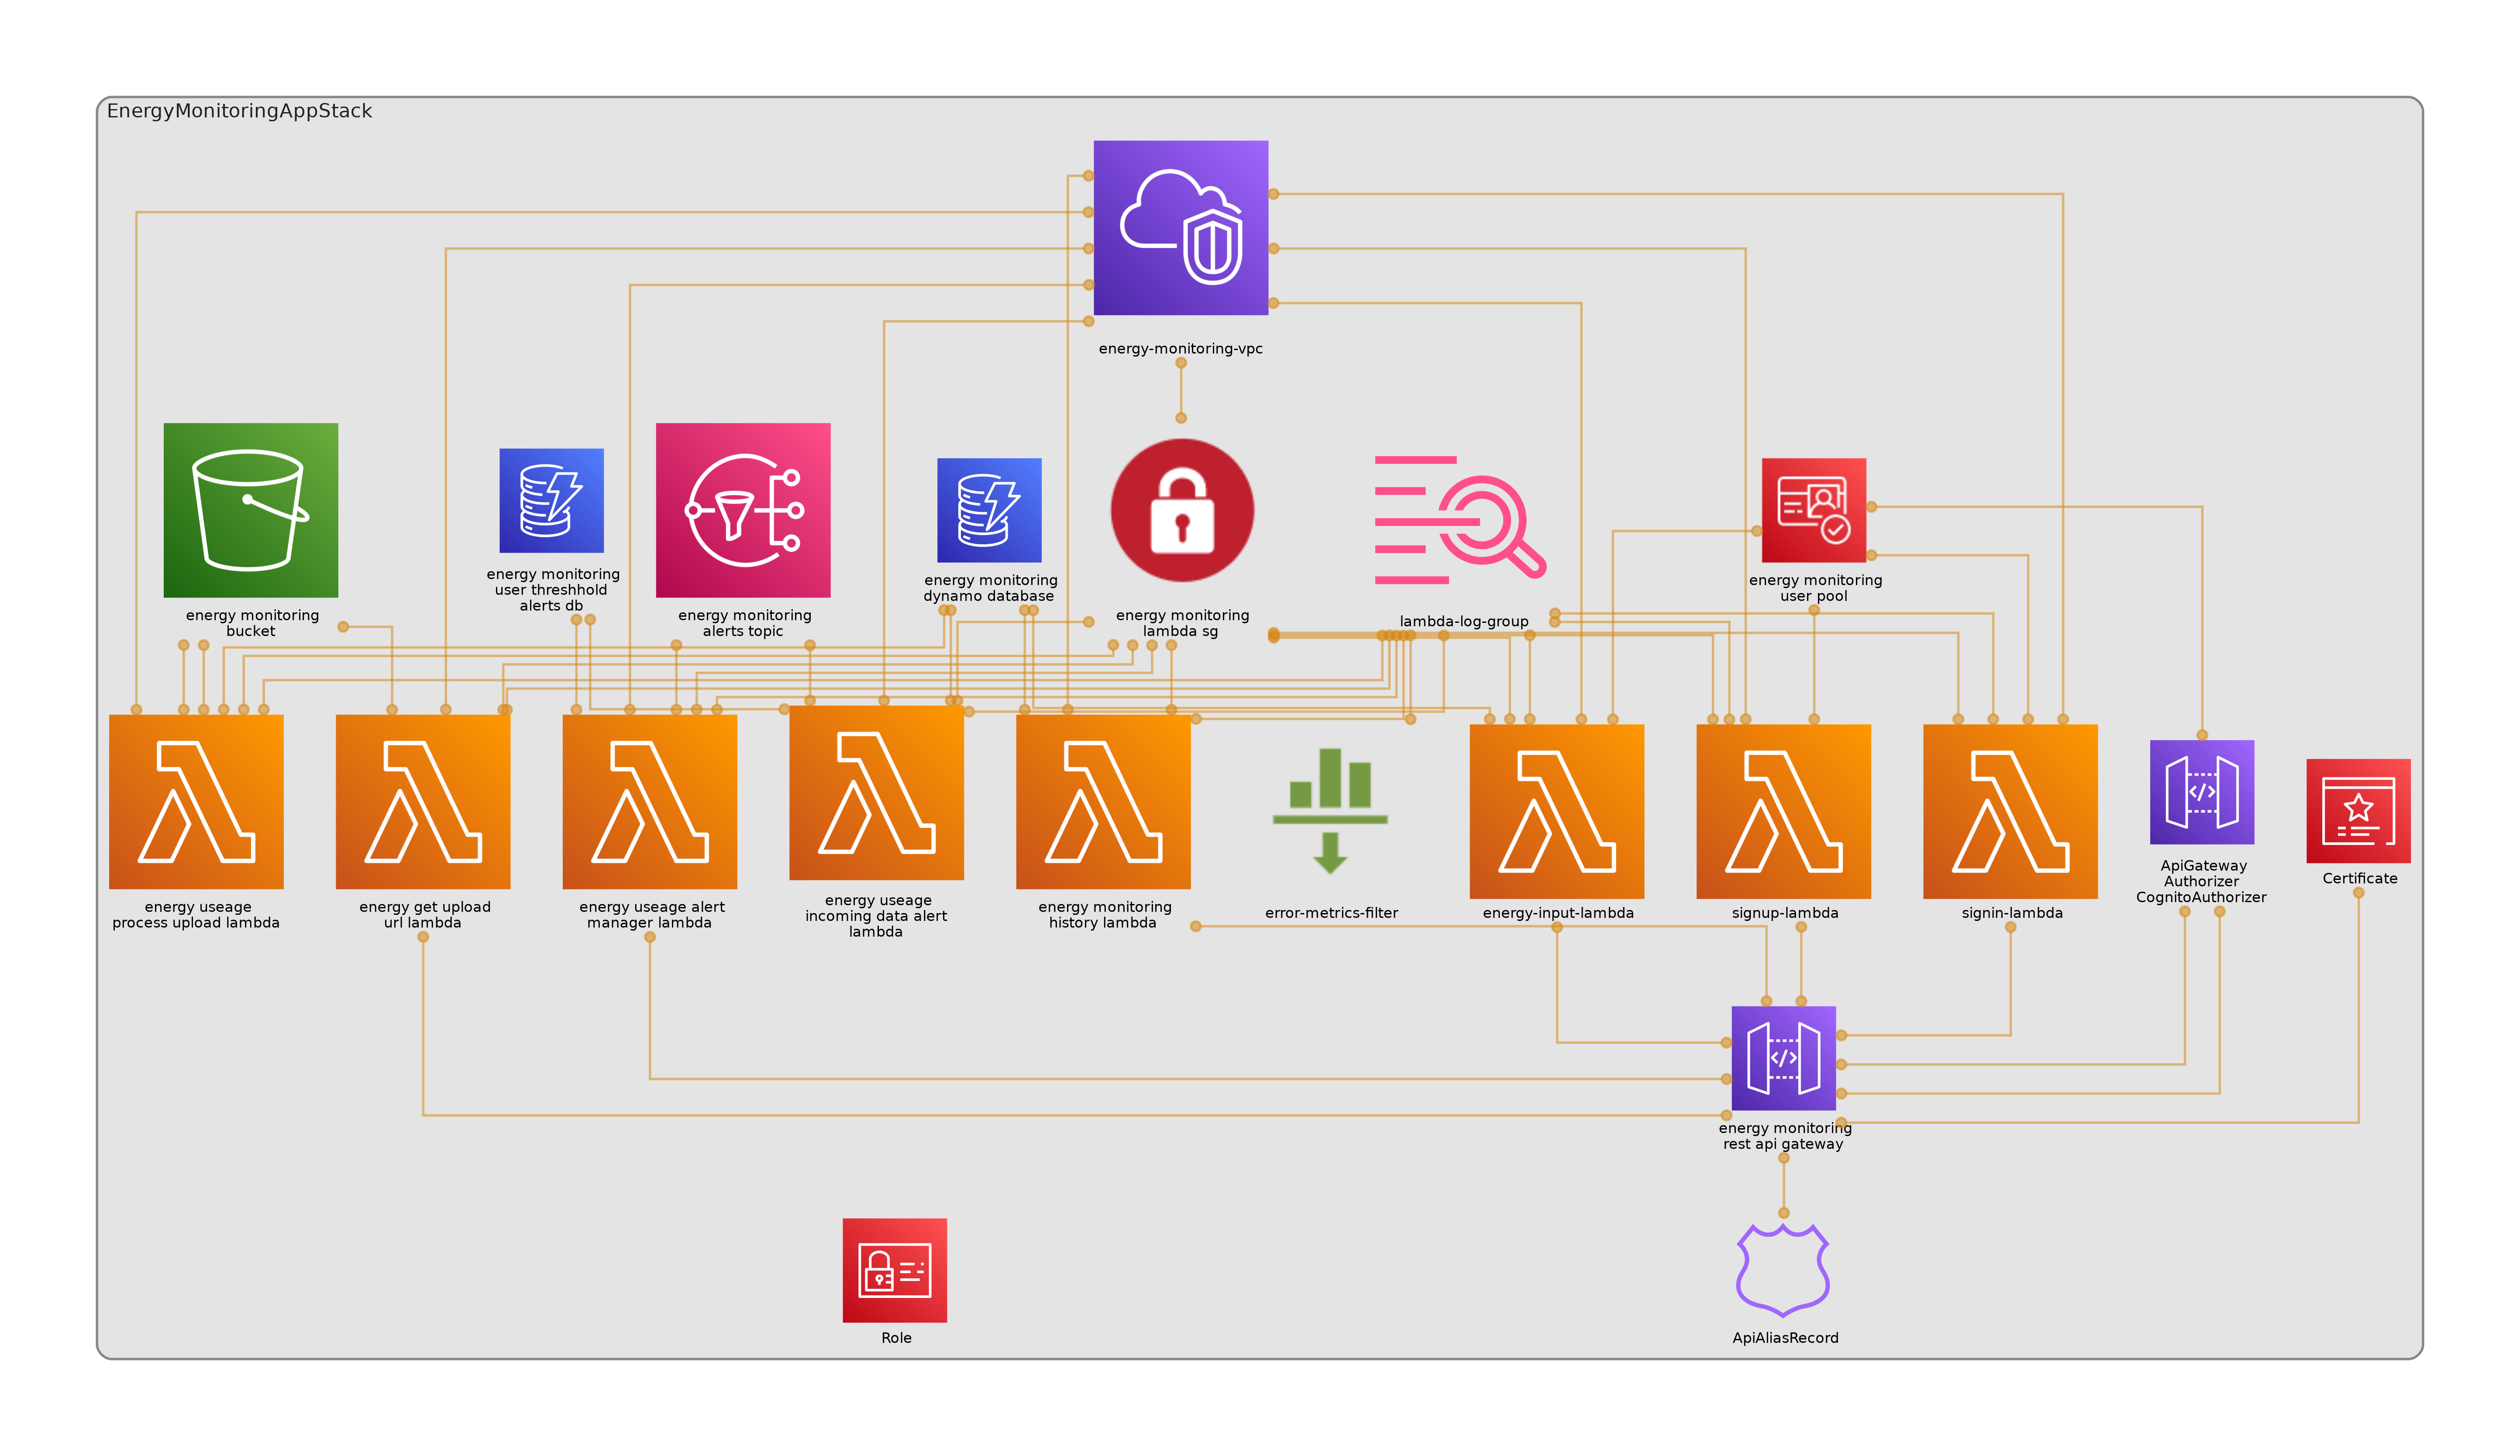 EnergyMonitoringAppStack
energy-monitoring-vpc
energy monitoring
bucket
energy monitoring
user threshhold
alerts db
energy monitoring
alerts topic
energy monitoring
dynamo database
energy monitoring
lambda sg
lambda-log-group
energy monitoring
user pool
energy useage
process upload lambda
energy get upload
url lambda
energy useage alert
manager lambda
energy useage
incoming data alert
lambda
energy monitoring
history lambda
error-metrics-filter
energy-input-lambda
signup-lambda
signin-lambda
ApiGateway
Authorizer
CognitoAuthorizer
Certificate
energy monitoring
rest api gateway
Role
ApiAliasRecord